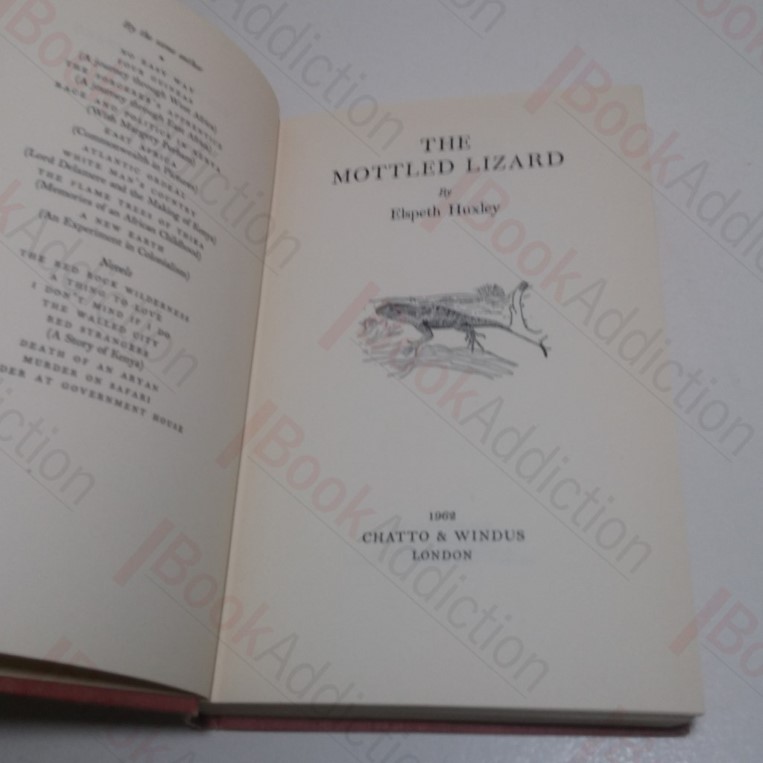 By the same author
NO EASY WAY
FOUR GUINEAS
(A journey through West Africa)
THE SORCERER'S APPRENTICE
(A journey through East Africa)
RACE AND POLITICS IN KENYA
(With Margery Perham)
EAST AFRICA
(Commonwealth in Pictures)
ATLANTIC ORDEAL
WHITE MAN'S COUNTRY
(Lord Delamere and the Making of Kenya)
THE FLAME TREES OF THIKA
(Memories of an African Childhood)
A NEW EARTH
(An Experiment in Colonialism)
Novels
THE RED ROCK WILDERNESS
A THING TO LOVE
I DON'T MIND IF I DO
THE WALLED CITY
RED STRANGERS
(A Story of Kenya)
DEATH OF AN ARYAN
MURDER ON SAFARI
DER AT GOVERNMENT HOUSE
THE
MOTTLED LIZARD
By
Elspeth Huxley
1962
CHATTO & WINDUS
LONDON
BookAddiction